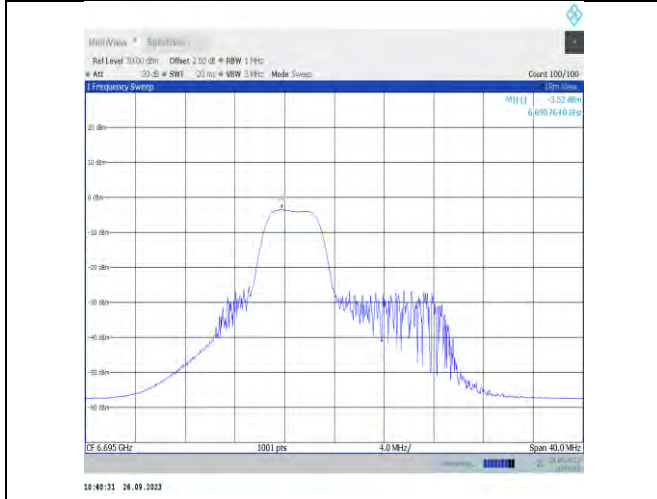 MultiView Spectrum
Ref Level 30.00 dBm Offset 2.02 dB RBW 1 MHz
Att 30 dB SWT 20 ms VBW 3 MHz Mode Sweep Count 100/100
1 Frequency Sweep 1Rm View
M1[1] -3.52 dBm
20 dBm
10 dBm
0 dBm
-10 dBm
-20 dBm
-30 dBm
-40 dBm
-50 dBm
-60 dBm
CF 6.695 GHz 1001 pts 4.0 MHz/ Span 40.0 MHz
10:40:31 26.09.2023